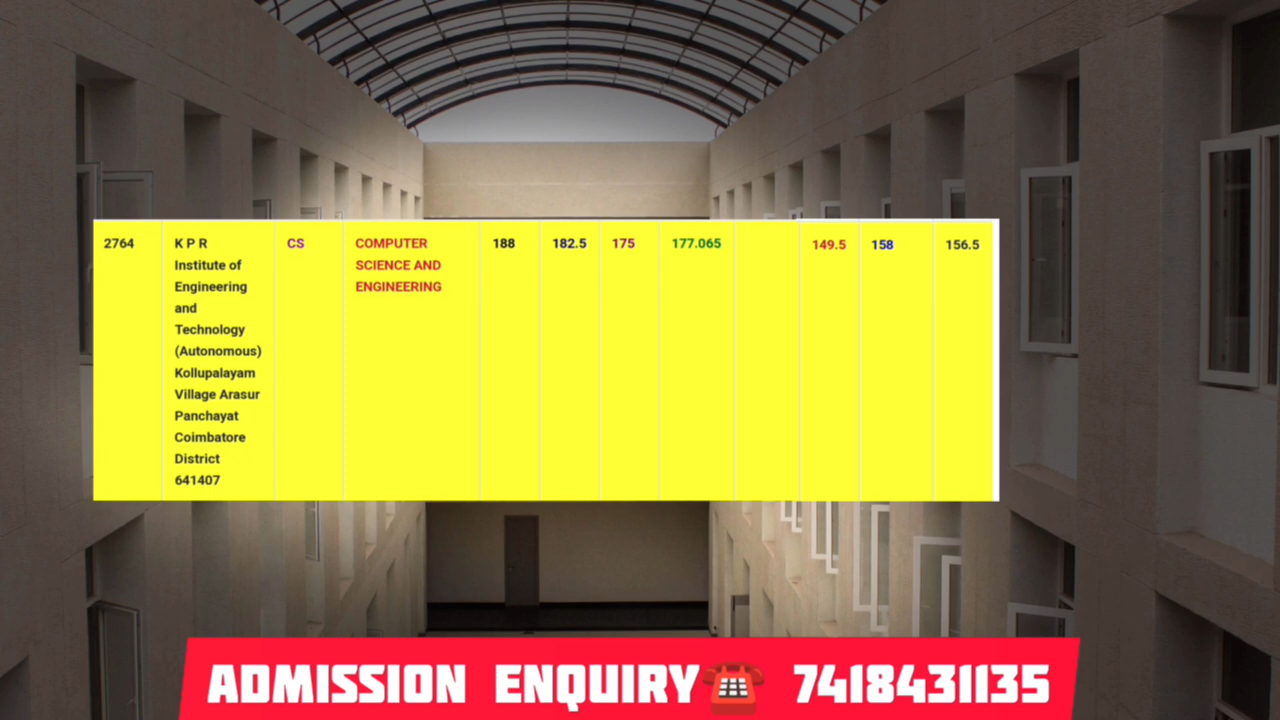 2764 K P R CS COMPUTER 188 182.5 175 177.065 149.5 158 156.5
Institute of SCIENCE AND
Engineering ENGINEERING
and
Technology
(Autonomous)
Kollupalayam
Village Arasur
Panchayat
Coimbatore
District
641407
ADMISSION ENQUIRY☎️ 7418431135